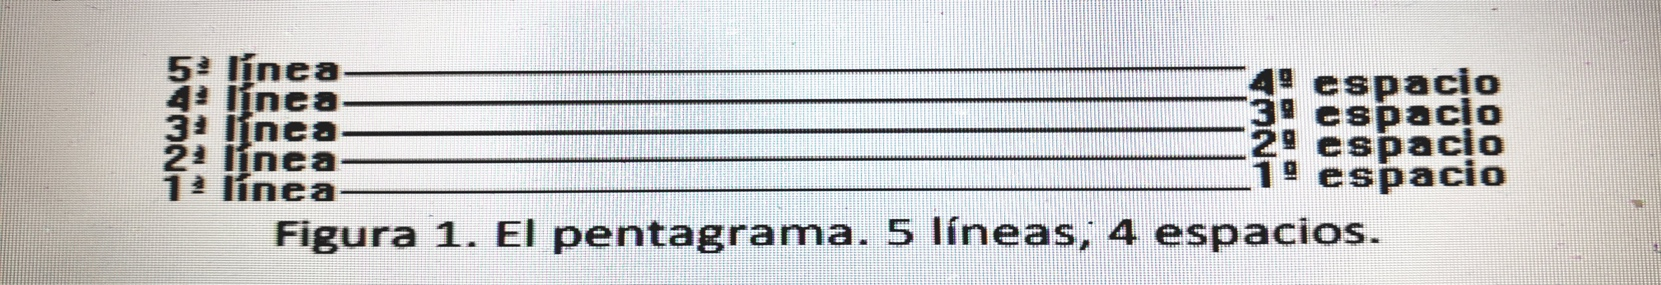 5ª línea
4ª línea
3ª línea
2ª línea
1ª línea
4º espacio
3º espacio
2º espacio
1º espacio
Figura 1. El pentagrama. 5 líneas, 4 espacios.